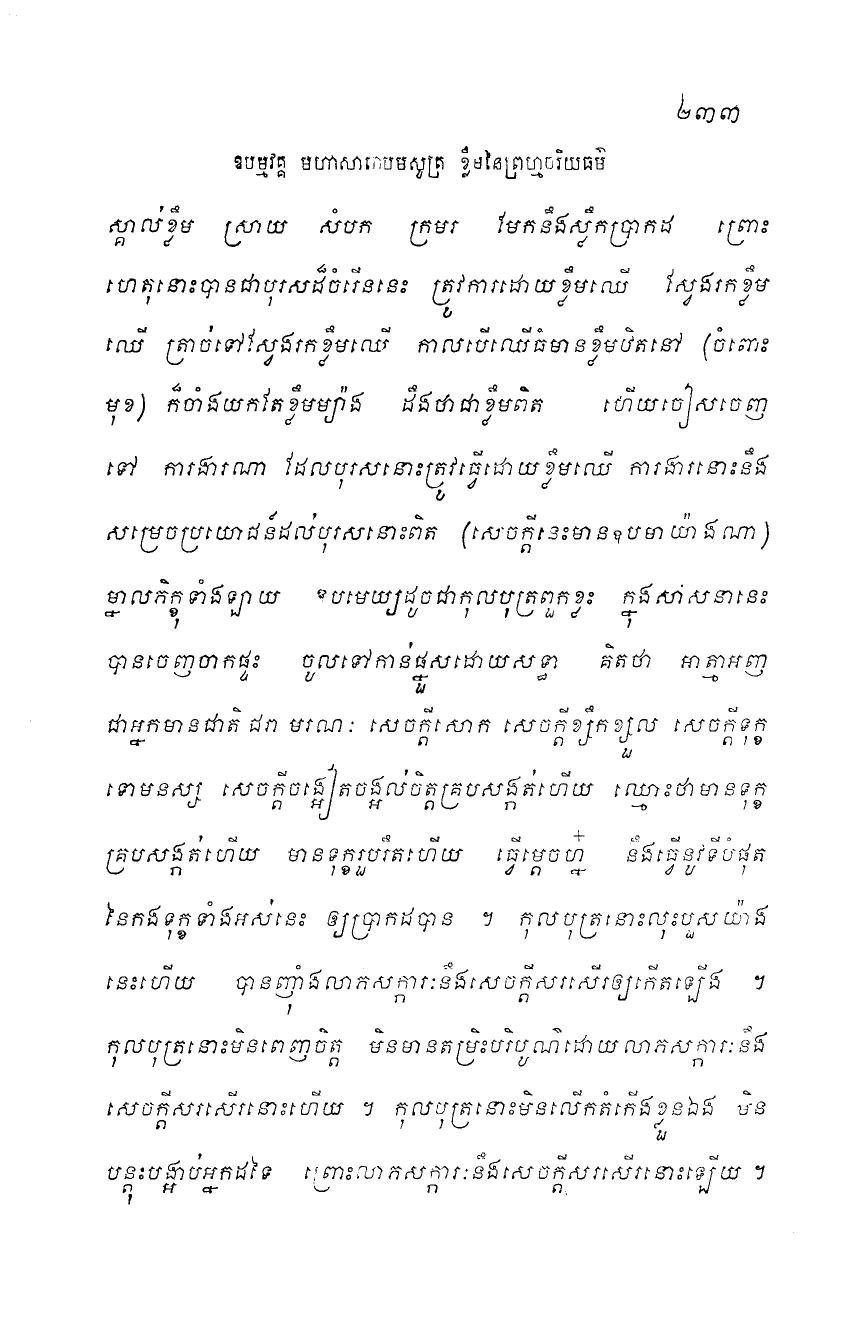 ២៣៣
ឱបម្មវគ្គ មហាសារោបមសូត្រ ខ្លឹមនៃព្រហ្មចរិយធម៌
ស្គាល់ខ្លឹម ស្រាយ សំបក ក្រមរ មែកនឹងស្លឹកប្រាកដ ព្រោះ
ហេតុនោះបានជាបុរសដ៏ចំរើននេះ ត្រូវការដោយខ្លឹមឈើ ស្វែងរកខ្លឹម
ឈើ ត្រាច់ទៅស្វែងរកខ្លឹមឈើ កាលបើឈើធំមានខ្លឹមឋិតនៅ (ចំពោះ
មុខ) ក៏ចាំងយកតែខ្លឹមម្យ៉ាង ដឹងថាជាខ្លឹមពិត ហើយចៀសចេញ
ទៅ ការងារណា ដែលបុរសនោះត្រូវធ្វើដោយខ្លឹមឈើ ការងារនោះនឹង
សម្រេចប្រយោជន៍ដល់បុរសនោះពិត (សេចក្តីនេះមានឧបមាយ៉ាងណា)
ម្នាលភិក្ខុទាំងឡាយ ឧបមេយ្យដូចជាកុលបុត្រពួកខ្លះ ក្នុងសាសនានេះ
បានចេញចាកផ្ទះ ចូលទៅកាន់ផ្នួសដោយសទ្ធា គិតថា អាត្មាអញ
ជាអ្នកមានជាតិ ជរា មរណៈ សេចក្តីសោក សេចក្តីខ្សឹកខ្សួល សេចក្តីទុក្ខ
ទោមនស្ស សេចក្តីចង្អៀតចង្អល់ចិត្តគ្របសង្កត់ហើយ ឈ្មោះថាមានទុក្ខ
គ្របសង្កត់ហើយ មានទុក្ខរួបរឹតហើយ ធ្វើម្តេចហ្ន៎ នឹងធ្វើនូវទីបំផុត
នៃកងទុក្ខទាំងអស់នេះ ឲ្យប្រាកដបាន ។ កុលបុត្រនោះលុះបួសយ៉ាង
នេះហើយ បានញ៉ាំងលាភសក្ការៈនឹងសេចក្តីសរសើរឲ្យកើតឡើង ។
កុលបុត្រនោះមិនពេញចិត្ត មិនមានតម្រិះបរិបូណ៌ដោយលាភសក្ការៈនឹង
សេចក្តីសរសើរនោះហើយ ។ កុលបុត្រនោះមិនលើកតំកើងខ្លួនឯង មិន
បន្តុះបង្អាប់អ្នកដទៃ ព្រោះលាភសក្ការៈនឹងសេចក្តីសរសើរនោះឡើយ ។